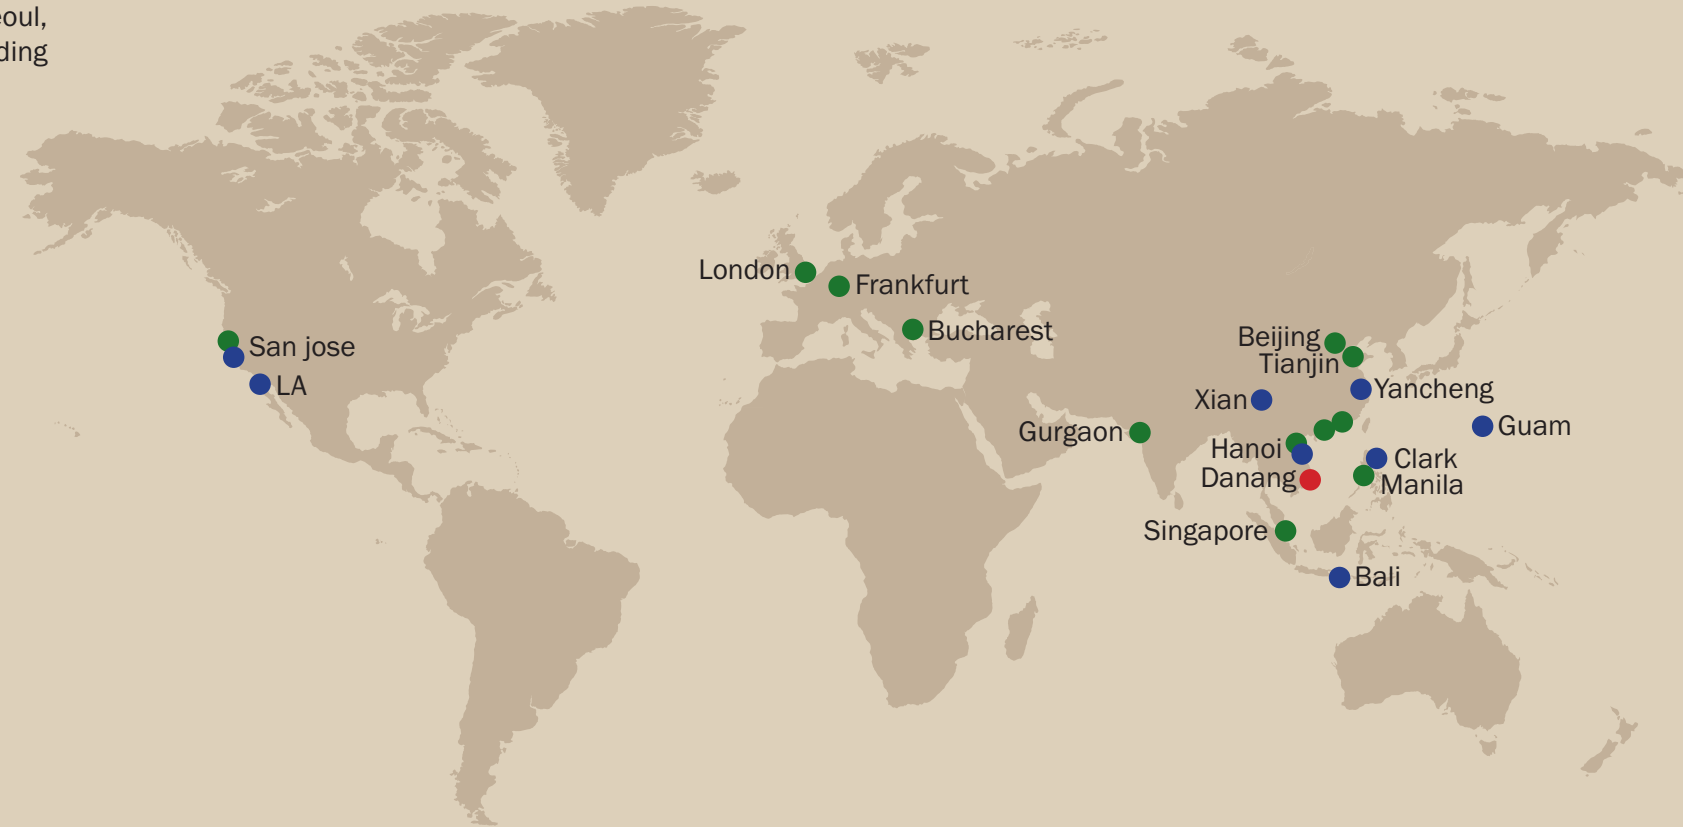 eoul,
ding
London
Frankfurt
Bucharest
San jose
LA
Beijing
Tianjin
Yancheng
Xian
Gurgaon
Guam
Hanoi
Clark
Danang
Manila
Singapore
Bali